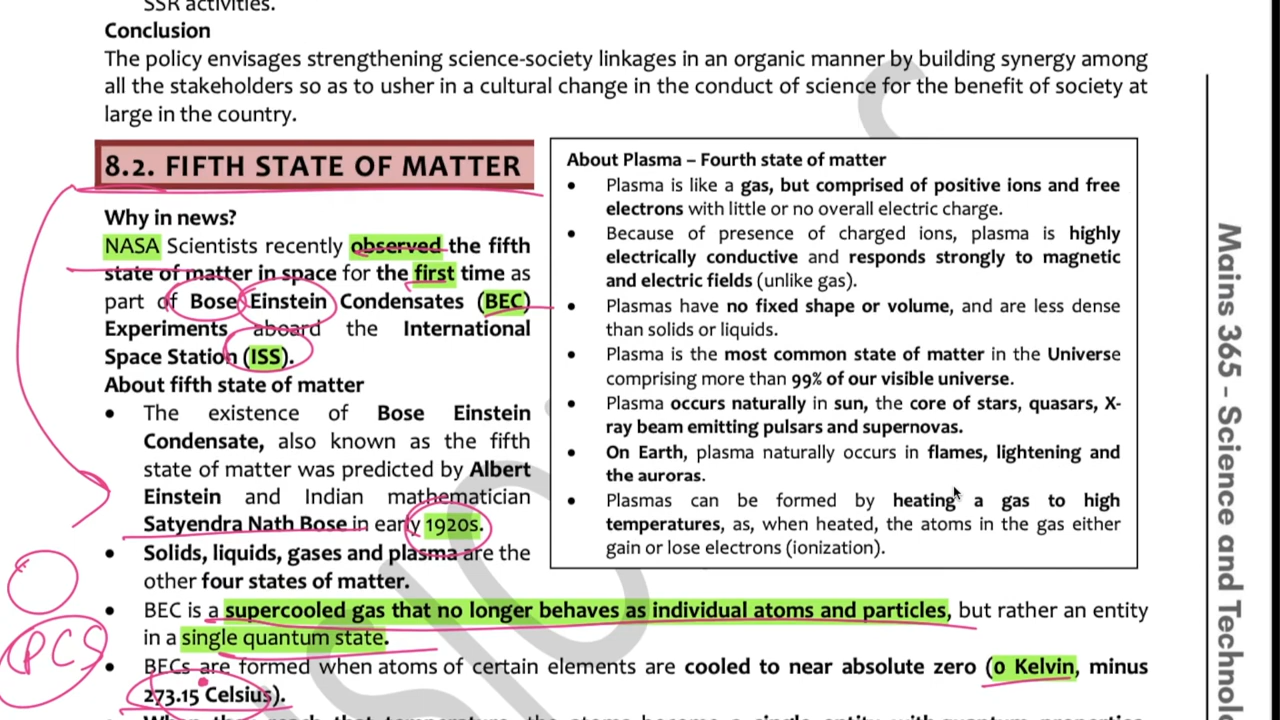 SSR activities.
Conclusion
The policy envisages strengthening science-society linkages in an organic manner by building synergy among
all the stakeholders so as to usher in a cultural change in the conduct of science for the benefit of society at
large in the country.
8.2. FIFTH STATE OF MATTER
Why in news?
NASA Scientists recently observed the fifth
state of matter in space for the first time as
part of Bose Einstein Condensates (BEC)
Experiments aboard the International
Space Station (ISS).
About fifth state of matter
• The existence of Bose Einstein
Condensate, also known as the fifth
state of matter was predicted by Albert
Einstein and Indian mathematician
Satyendra Nath Bose in early 1920s.
• Solids, liquids, gases and plasma are the
other four states of matter.
About Plasma – Fourth state of matter
• Plasma is like a gas, but comprised of positive ions and free
electrons with little or no overall electric charge.
• Because of presence of charged ions, plasma is highly
electrically conductive and responds strongly to magnetic
and electric fields (unlike gas).
• Plasmas have no fixed shape or volume, and are less dense
than solids or liquids.
• Plasma is the most common state of matter in the Universe
comprising more than 99% of our visible universe.
• Plasma occurs naturally in sun, the core of stars, quasars, X-
ray beam emitting pulsars and supernovas.
• On Earth, plasma naturally occurs in flames, lightening and
the auroras.
• Plasmas can be formed by heating a gas to high
temperatures, as, when heated, the atoms in the gas either
gain or lose electrons (ionization).
• BEC is a supercooled gas that no longer behaves as individual atoms and particles, but rather an entity
in a single quantum state.
• BECs are formed when atoms of certain elements are cooled to near absolute zero (0 Kelvin, minus
273.15 Celsius).
When they reach that temperature, the atoms become a single entity with quantum properties,
PCS
Mains 365 - Science and Technolo